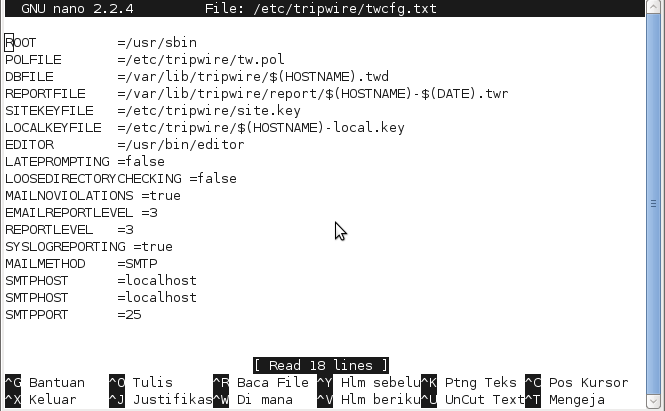 GNU nano 2.2.4 File: /etc/tripwire/twcfg.txt
ROOT =/usr/sbin
POLFILE =/etc/tripwire/tw.pol
DBFILE =/var/lib/tripwire/$(HOSTNAME).twd
REPORTFILE =/var/lib/tripwire/report/$(HOSTNAME)-$(DATE).twr
SITEKEYFILE =/etc/tripwire/site.key
LOCALKEYFILE =/etc/tripwire/$(HOSTNAME)-local.key
EDITOR =/usr/bin/editor
LATEPROMPTING =false
LOOSEDIRECTORYCHECKING =false
MAILNOVIOLATIONS =true
EMAILREPORTLEVEL =3
REPORTLEVEL =3
SYSLOGREPORTING =true
MAILMETHOD =SMTP
SMTPHOST =localhost
SMTPHOST =localhost
SMTPPORT =25
[ Read 18 lines ]
^G Bantuan ^O Tulis ^R Baca File ^Y Hlm sebelu ^K Ptng Teks ^C Pos Kursor
^X Keluar ^J Justifikas ^W Di mana ^V Hlm beriku ^U UnCut Text ^T Mengeja